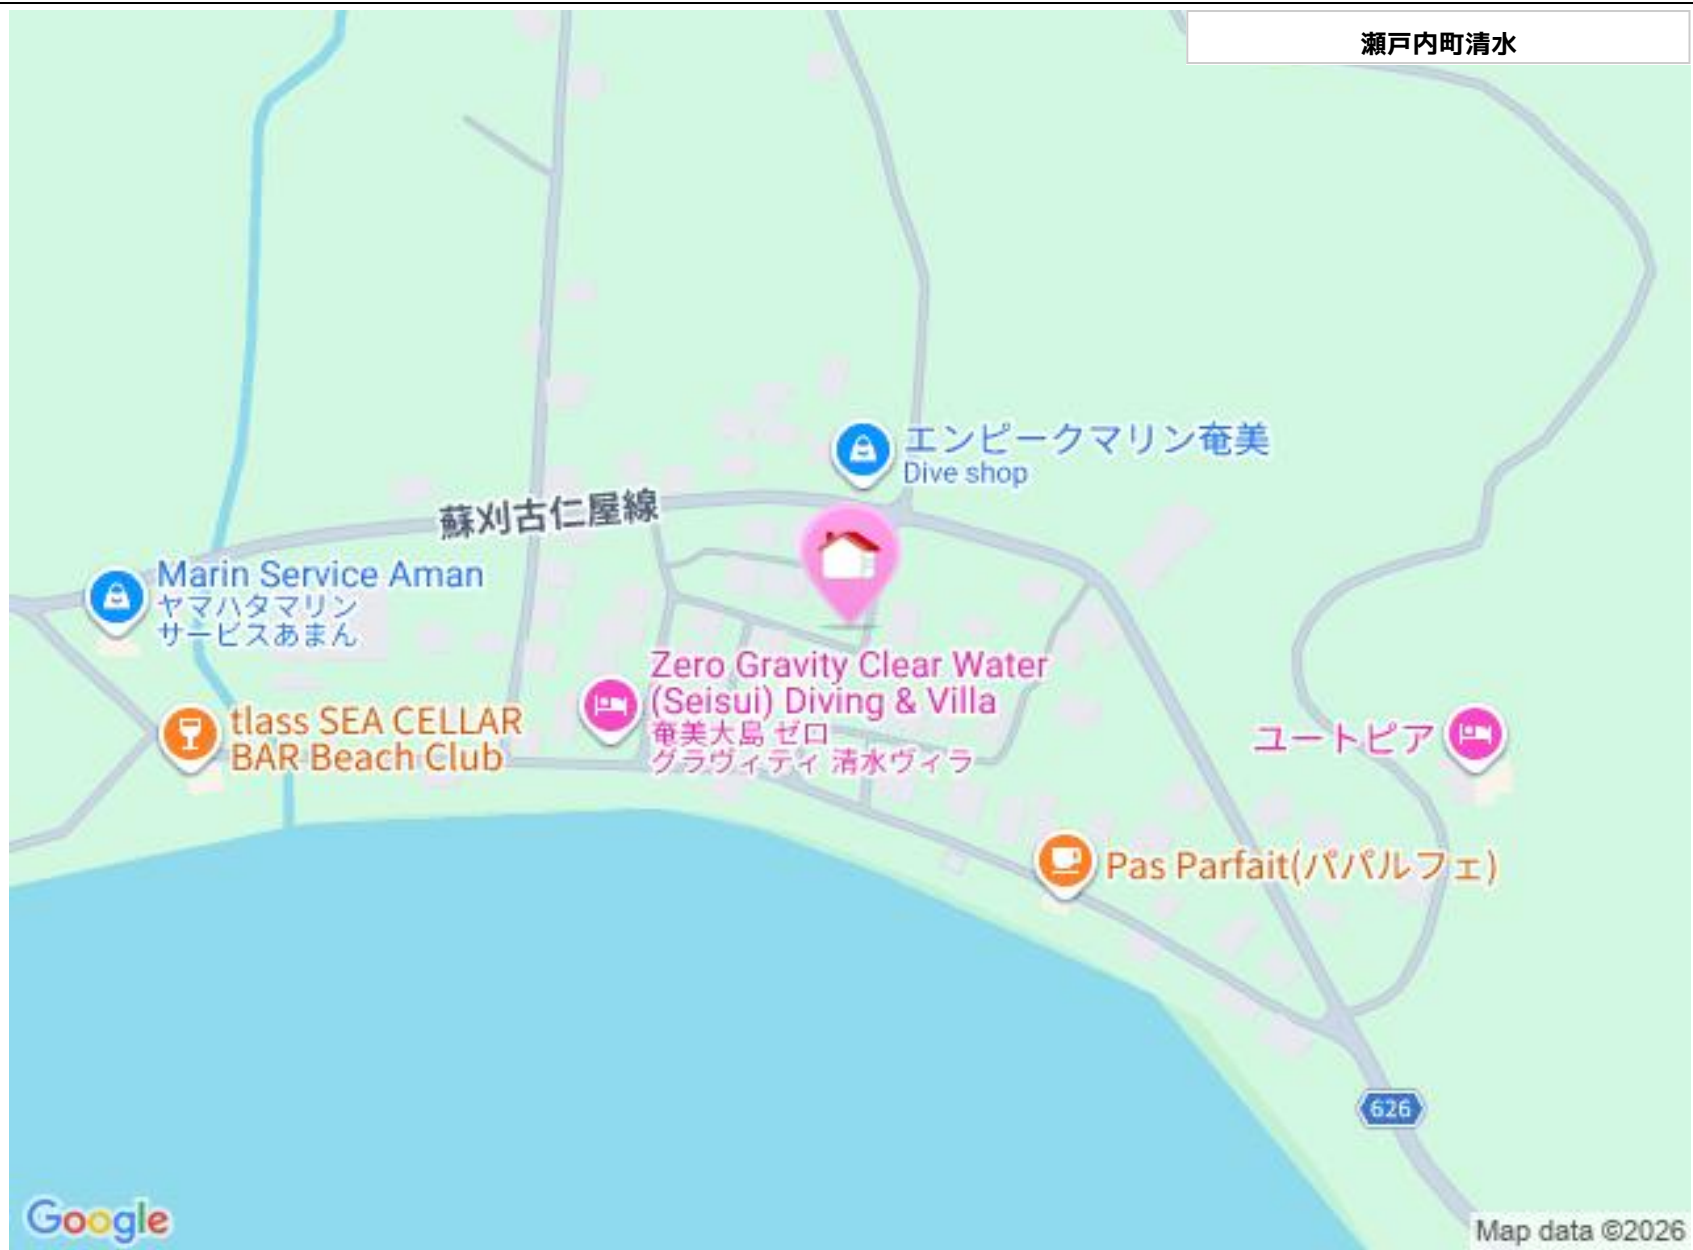 瀬戸内町清水
エンピークマリン奄美
Dive shop
蘇刈古仁屋線
Marin Service Aman
ヤマハタマリン
サービスあまん
Zero Gravity Clear Water
(Seisui) Diving & Villa
奄美大島 ゼロ
グラヴィティ 清水ヴィラ
tlass SEA CELLAR
BAR Beach Club
ユートピア
Pas Parfait(パパルフェ)
626
Google
Map data ©2026